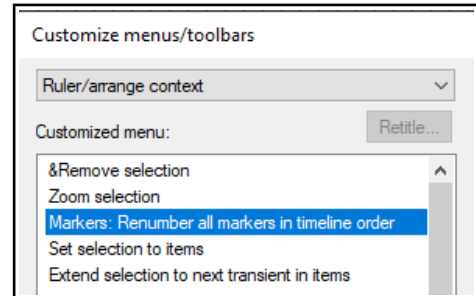 Customize menus/toolbars
Ruler/arrange context
Customized menu:
Retitle...
&Remove selection
Zoom selection
Markers: Renumber all markers in timeline order
Set selection to items
Extend selection to next transient in items